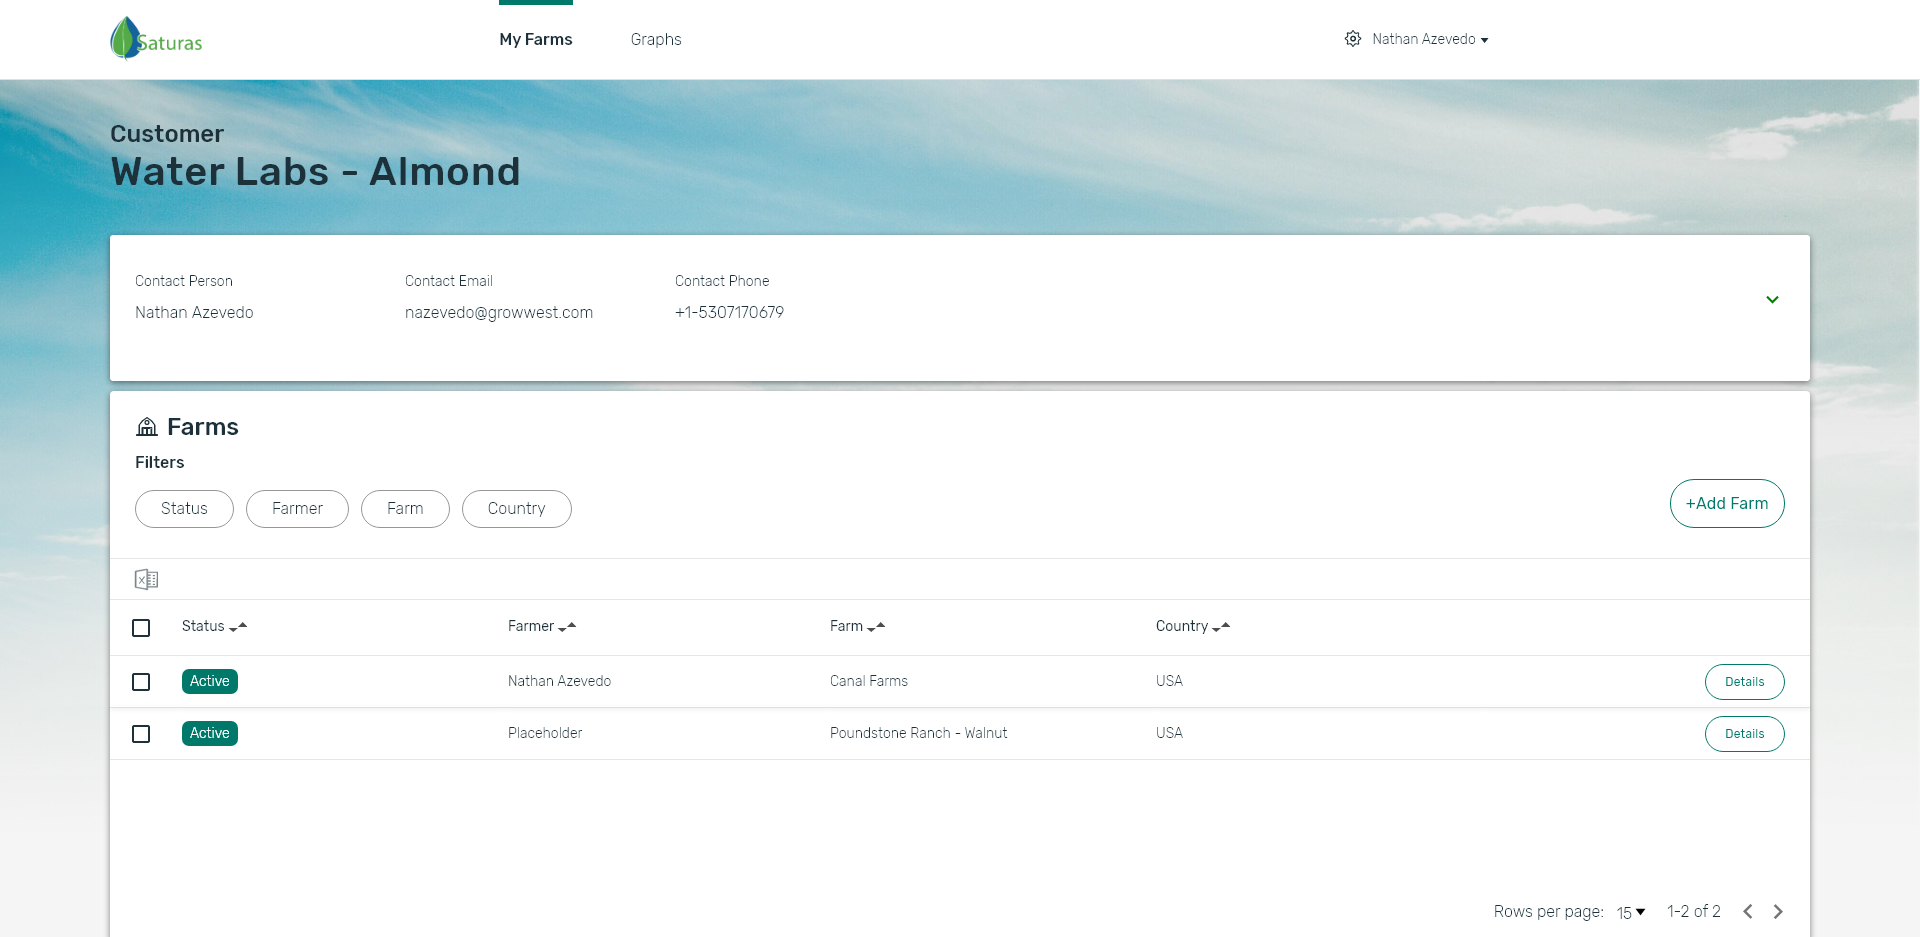 Saturas
My Farms
Graphs
Nathan Azevedo
Customer
Water Labs - Almond
Contact Person
Contact Email
Contact Phone
Nathan Azevedo
nazevedo@growwest.com
+1-5307170679
Farms
Filters
Status
Farmer
Farm
Country
+Add Farm
Status
Farmer
Farm
Country
Active
Nathan Azevedo
Canal Farms
USA
Details
Active
Placeholder
Poundstone Ranch - Walnut
USA
Details
Rows per page:
15
1-2 of 2